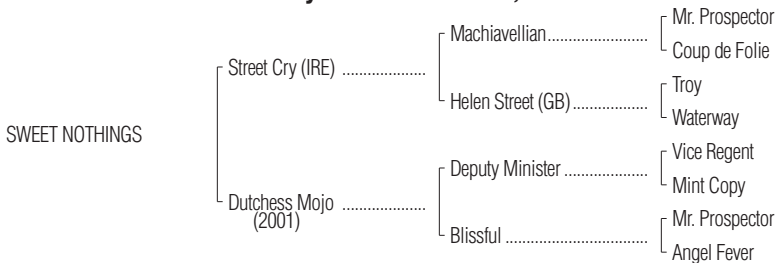 Mr. Prospector
Machiavellian
Coup de Folie
Street Cry (IRE)
Troy
Helen Street (GB)
Waterway
SWEET NOTHINGS
Vice Regent
Deputy Minister
Mint Copy
Dutchess Mojo
(2001)
Mr. Prospector
Blissful
Angel Fever